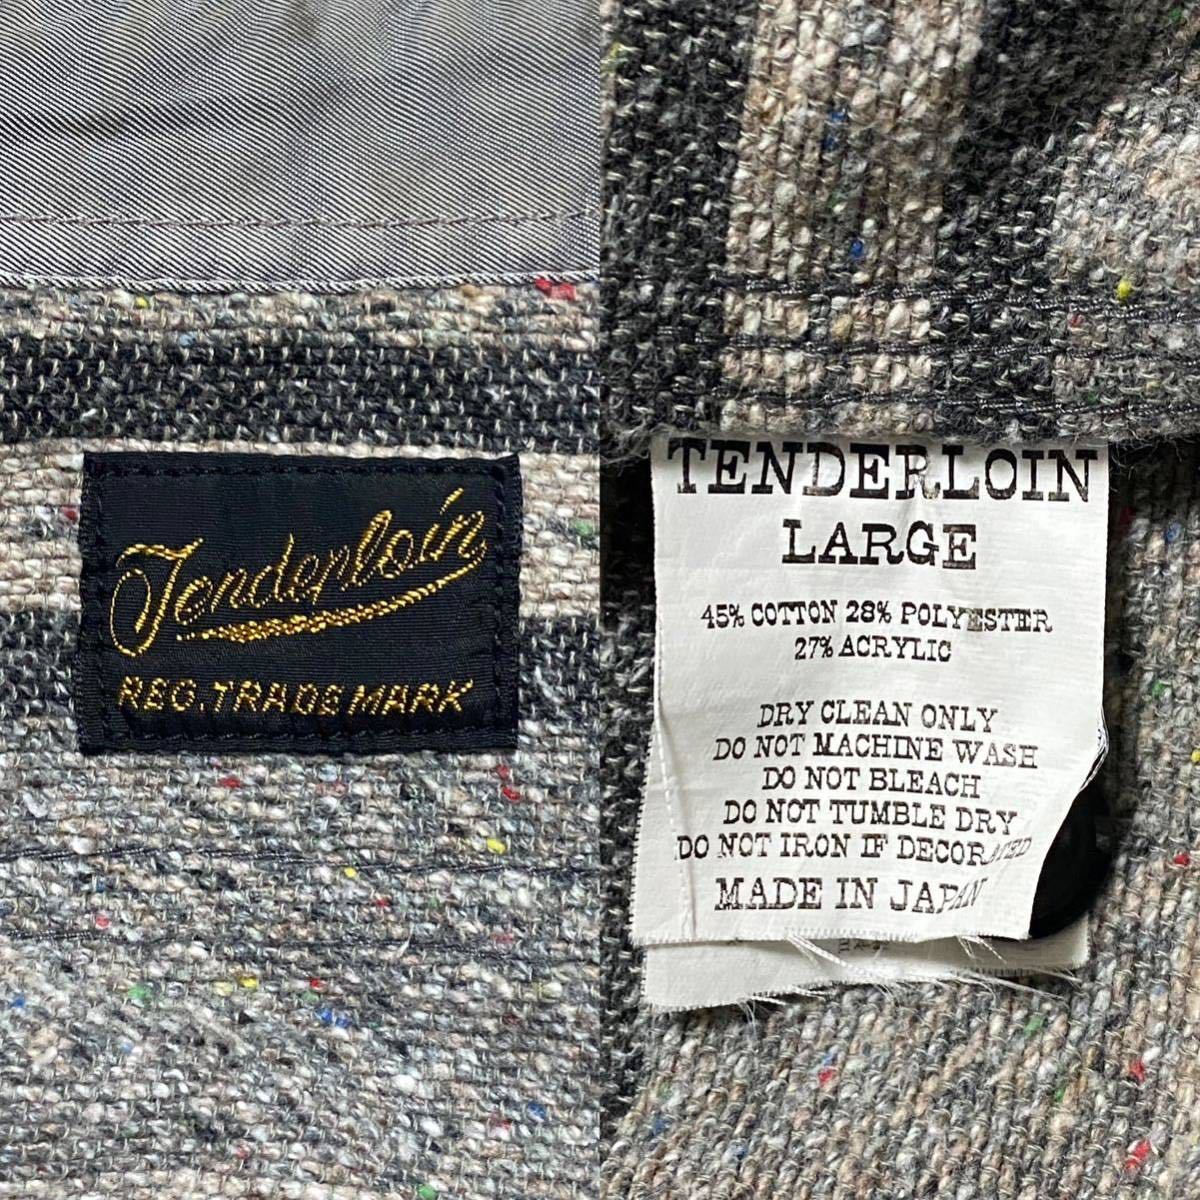 Tenderloin
REG. TRADE MARK
TENDERLOIN
LARGE
45% COTTON 28% POLYESTER
27% ACRYLIC
DRY CLEAN ONLY
DO NOT MACHINE WASH
DO NOT BLEACH
DO NOT TUMBLE DRY
DO NOT IRON IF DECORATED
MADE IN JAPAN